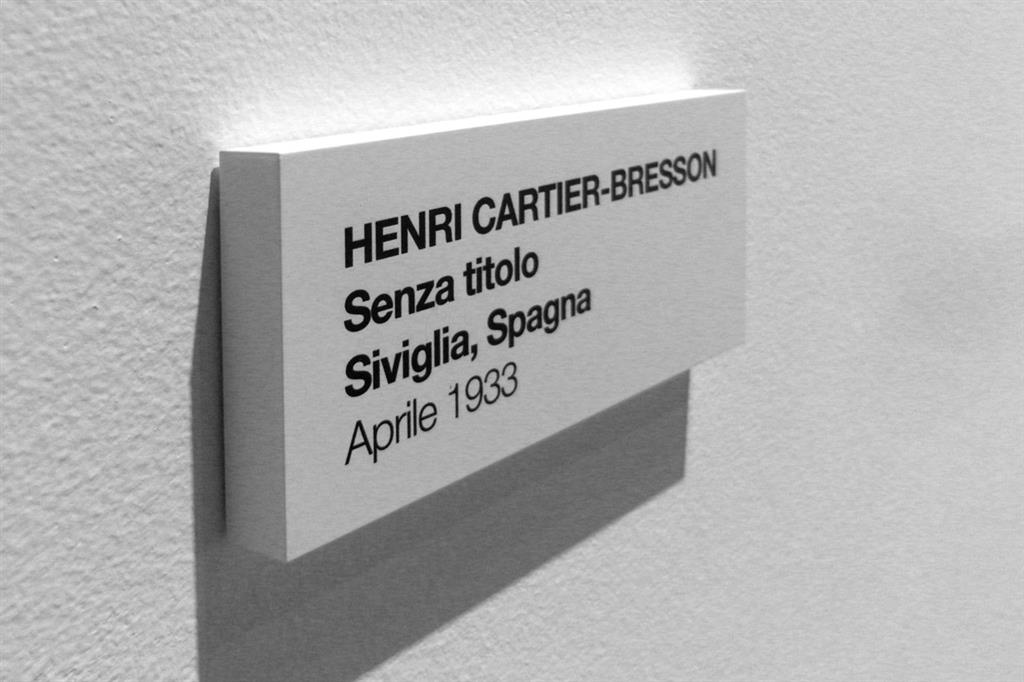 HENRI CARTIER-BRESSON
Senza titolo
Siviglia, Spagna
Aprile 1933